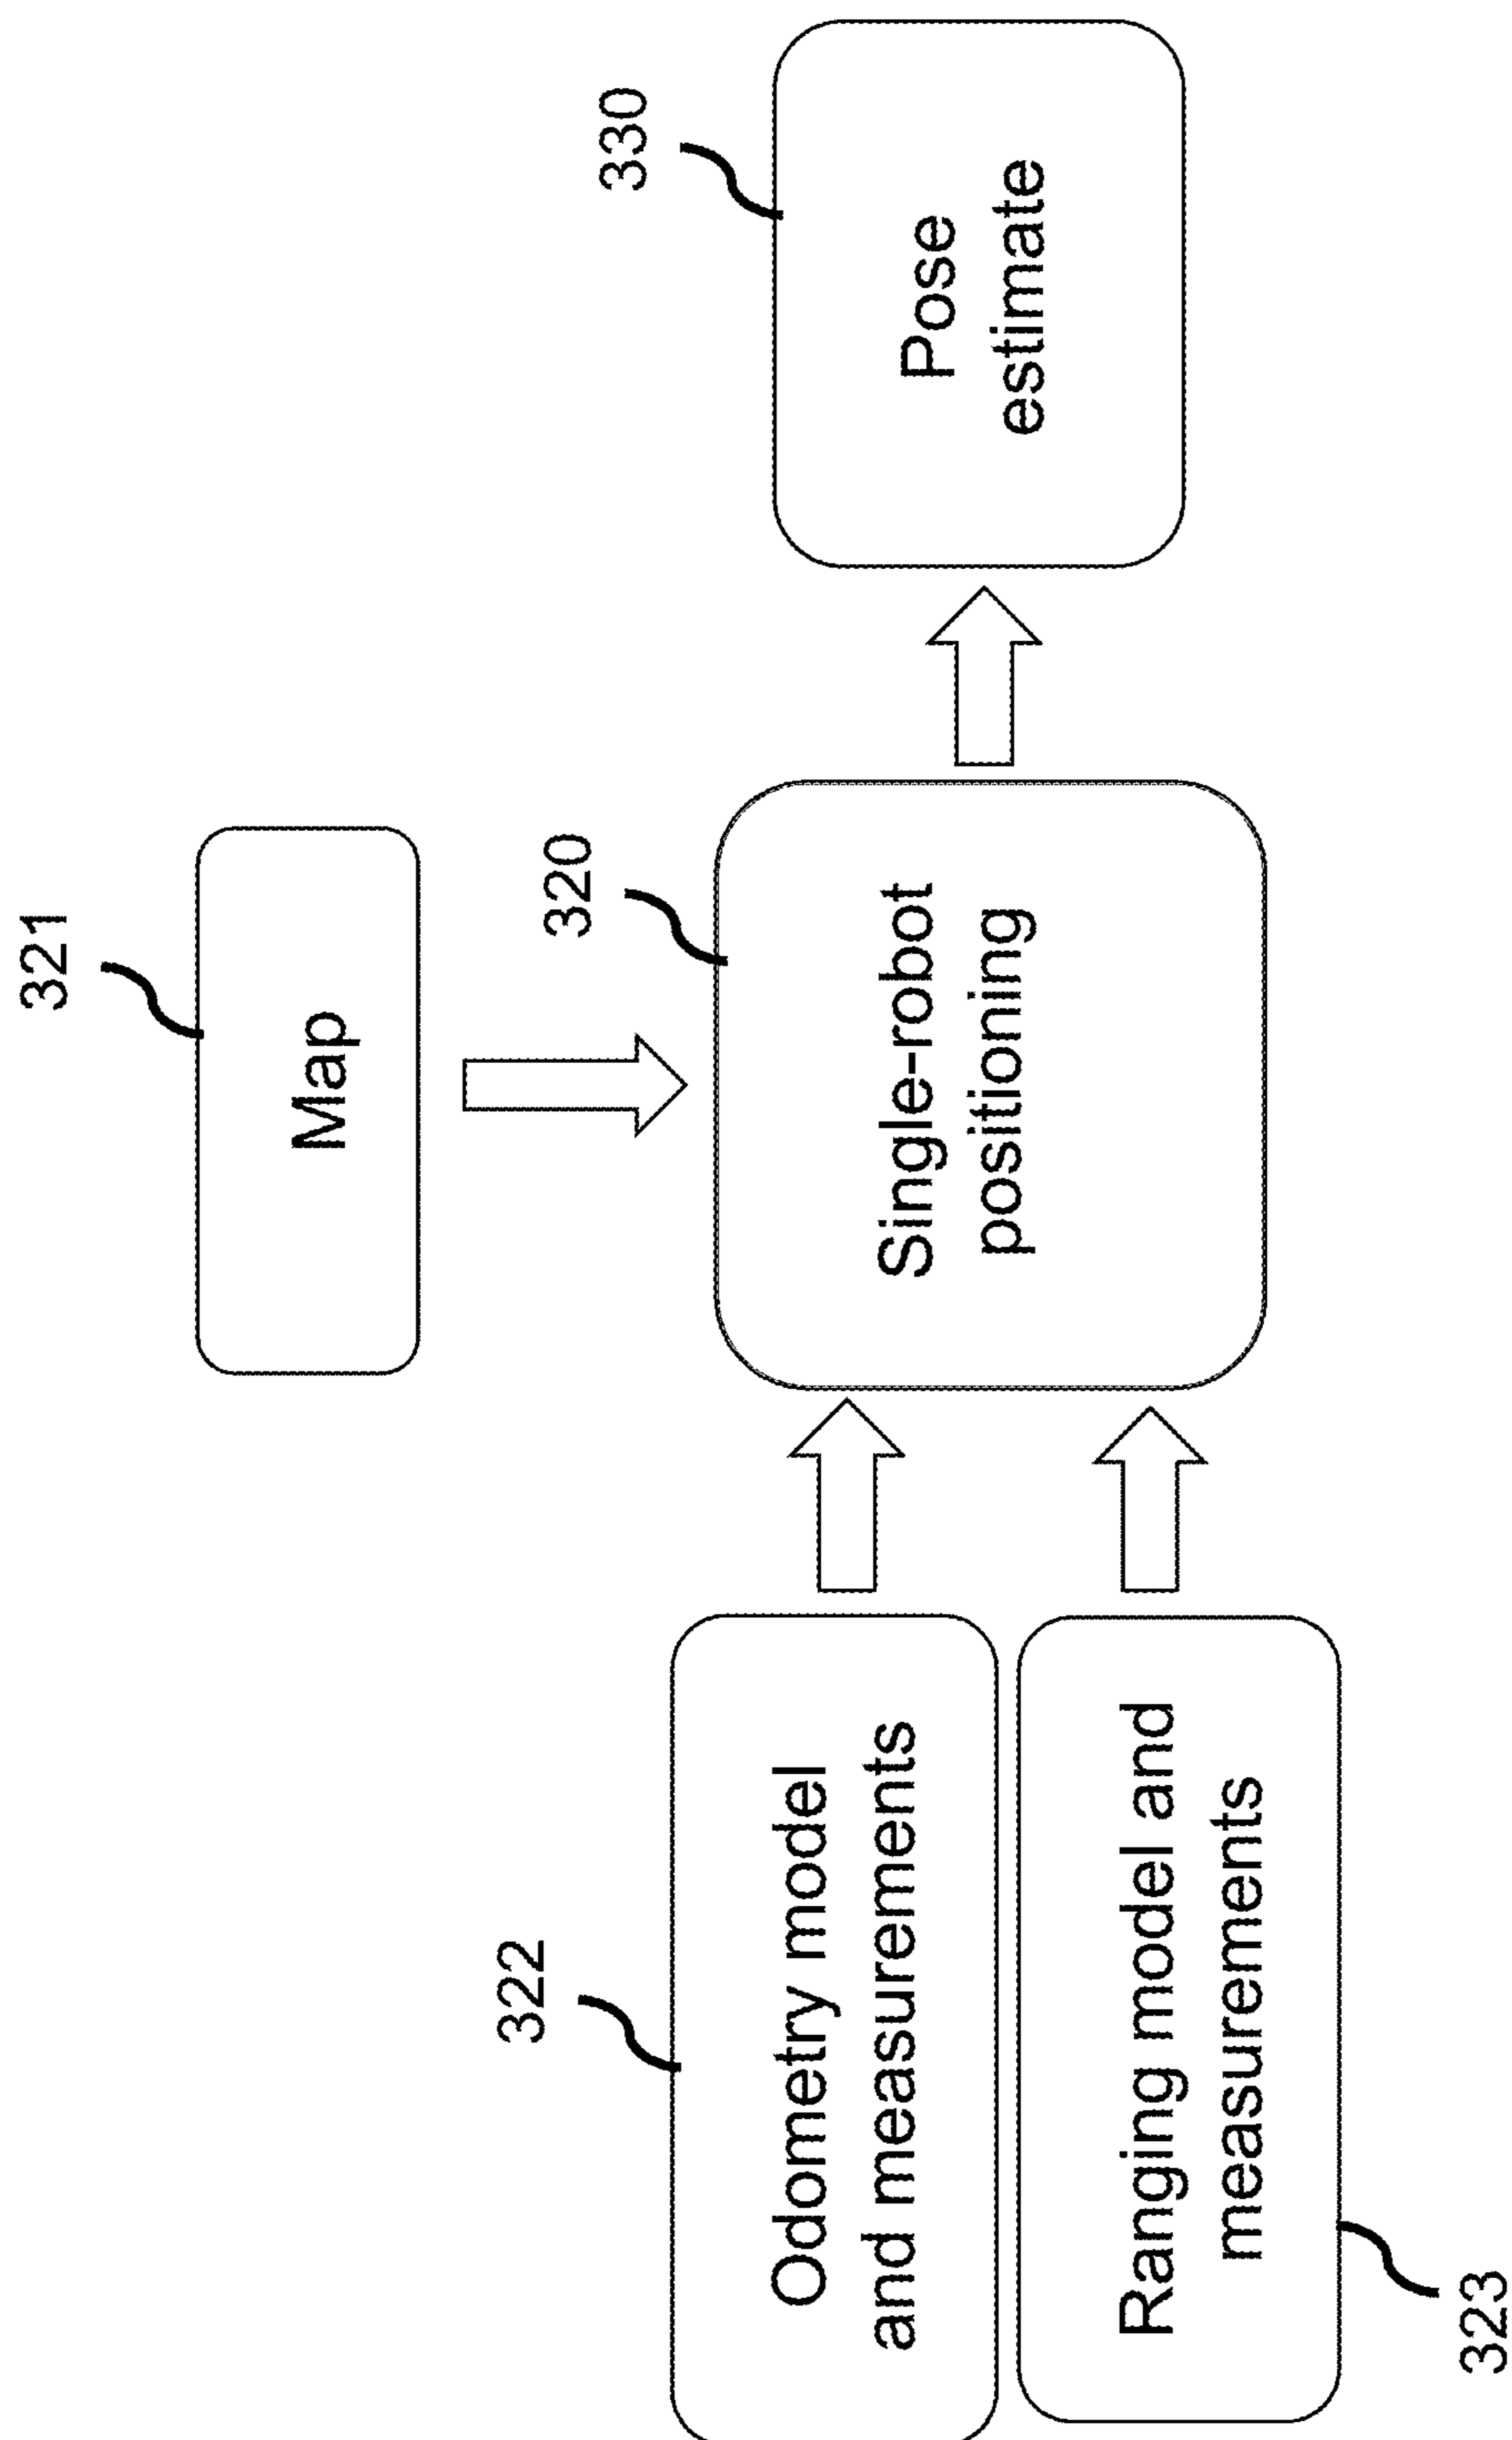 321
Map
322
Odometry model
and measurements
320
Single-robot
positioning
330
Pose
estimate
Ranging model and
measurements
323